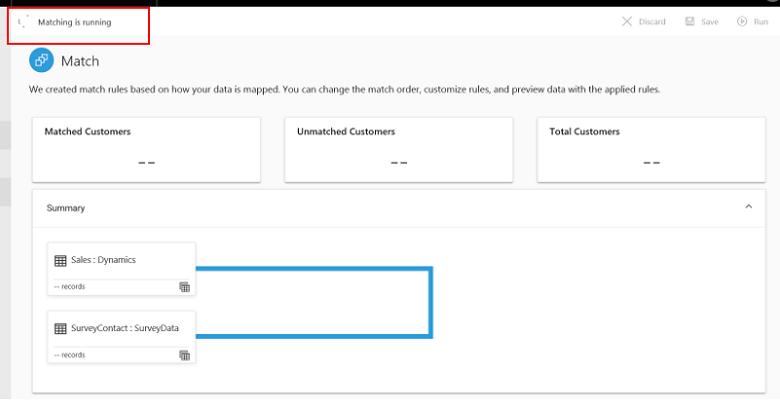 Matching is running
Discard
Save
Run
Match
We created match rules based on how your data is mapped. You can change the match order, customize rules, and preview data with the applied rules.
Matched Customers
Unmatched Customers
Total Customers
--
--
--
Summary
Sales : Dynamics
-- records
SurveyContact : SurveyData
-- records